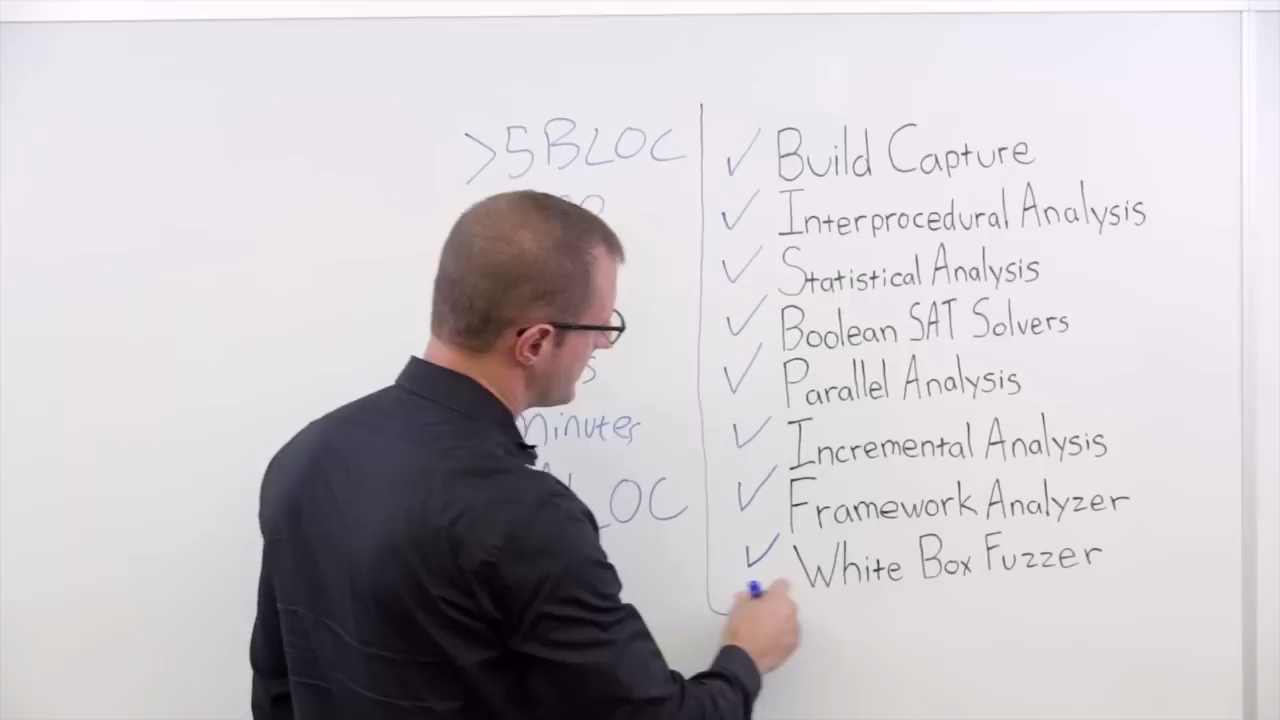 >5BLOC
✓ Build Capture
✓ Interprocedural Analysis
✓ Statistical Analysis
✓ Boolean SAT Solvers
✓ Parallel Analysis
✓ Incremental Analysis
✓ Framework Analyzer
✓ White Box Fuzzer
Minutes
LOC